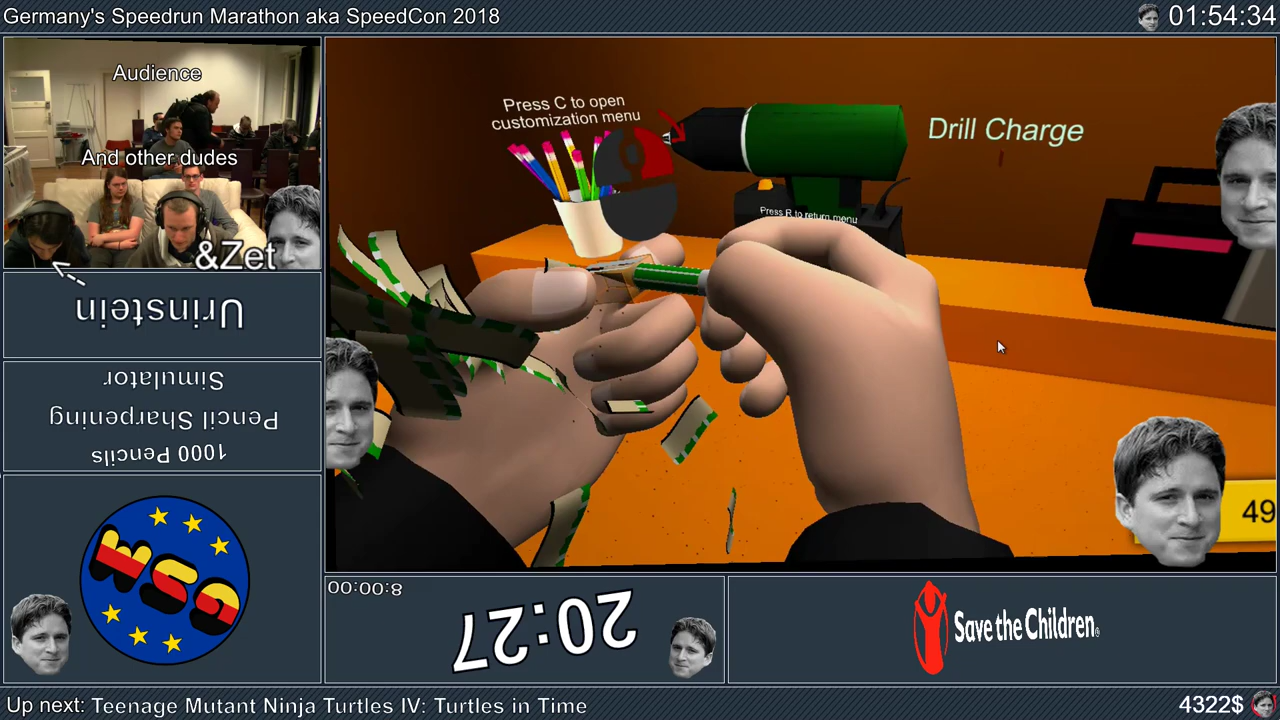 Germany's Speedrun Marathon aka SpeedCon 2018
01:54:34
Audience
And other dudes
&Zet
Urinstein
1000 Pencils
Pencil Sharpening
Simulator
GSM
Press C to open
customization menu
Drill Charge
Press R to return menu
49
8:00:00
20:27
Save the Children®
Up next: Teenage Mutant Ninja Turtles IV: Turtles in Time
4322$